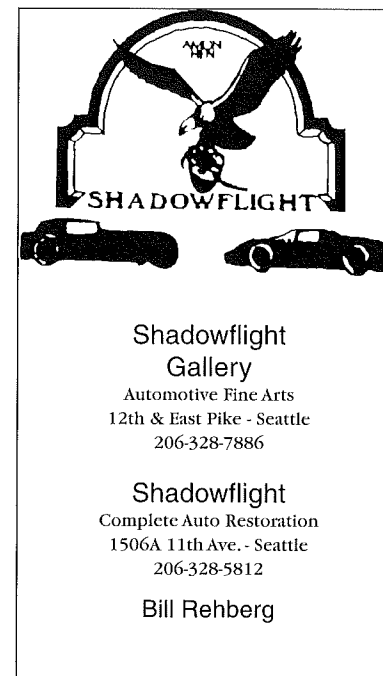 SHADOWFLIGHT
Shadowflight
Gallery
Automotive Fine Arts
12th & East Pike - Seattle
206-328-7886
Shadowflight
Complete Auto Restoration
1506A 11th Ave. - Seattle
206-328-5812
Bill Rehberg